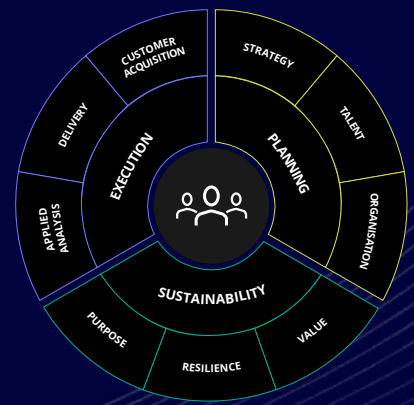 CUSTOMER
ACQUISITION
STRATEGY
DELIVERY
TALENT
EXECUTION
PLANNING
APPLIED
ANALYSIS
ORGANISATION
SUSTAINABILITY
PURPOSE
RESILIENCE
VALUE